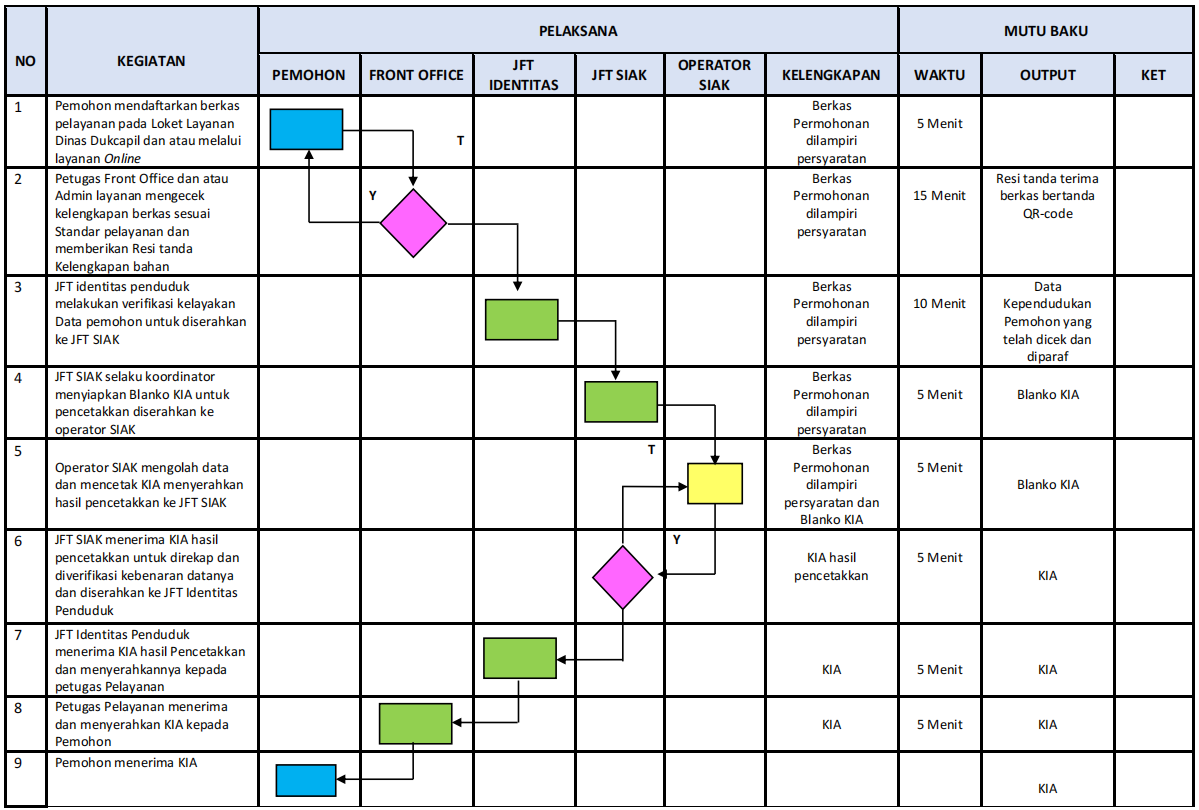 NO
KEGIATAN
PELAKSANA
MUTU BAKU
PEMOHON
FRONT OFFICE
JFT
IDENTITAS
JFT SIAK
OPERATOR
SIAK
KELENGKAPAN
WAKTU
OUTPUT
KET
1
Pemohon mendaftarkan berkas
pelayanan pada Loket Layanan
Dinas Dukcapil dan atau melalui
layanan Online
T
Berkas
Permohonan
dilampiri
persyaratan
5 Menit
2
Petugas Front Office dan atau
Admin layanan mengecek
kelengkapan berkas sesuai
Standar pelayanan dan
memberikan Resi tanda
Kelengkapan bahan
Y
Berkas
Permohonan
dilampiri
persyaratan
15 Menit
Resi tanda terima
berkas bertanda
QR-code
3
JFT identitas penduduk
melakukan verifikasi kelayakan
Data pemohon untuk diserahkan
ke JFT SIAK
Berkas
Permohonan
dilampiri
persyaratan
10 Menit
Data
Kependudukan
Pemohon yang
telah dicek dan
diparaf
4
JFT SIAK selaku koordinator
menyiapkan Blanko KIA untuk
pencetakkan diserahkan ke
operator SIAK
Berkas
Permohonan
dilampiri
persyaratan
5 Menit
Blanko KIA
5
Operator SIAK mengolah data
dan mencetak KIA menyerahkan
hasil pencetakkan ke JFT SIAK
T
Berkas
Permohonan
dilampiri
persyaratan dan
Blanko KIA
5 Menit
Blanko KIA
6
JFT SIAK menerima KIA hasil
pencetakkan untuk direkap dan
diverifikasi kebenaran datanya
dan diserahkan ke JFT Identitas
Penduduk
Y
KIA hasil
pencetakkan
5 Menit
KIA
7
JFT Identitas Penduduk
menerima KIA hasil Pencetakkan
dan menyerahkannya kepada
petugas Pelayanan
KIA
5 Menit
KIA
8
Petugas Pelayanan menerima
dan menyerahkan KIA kepada
Pemohon
KIA
5 Menit
KIA
9
Pemohon menerima KIA
KIA